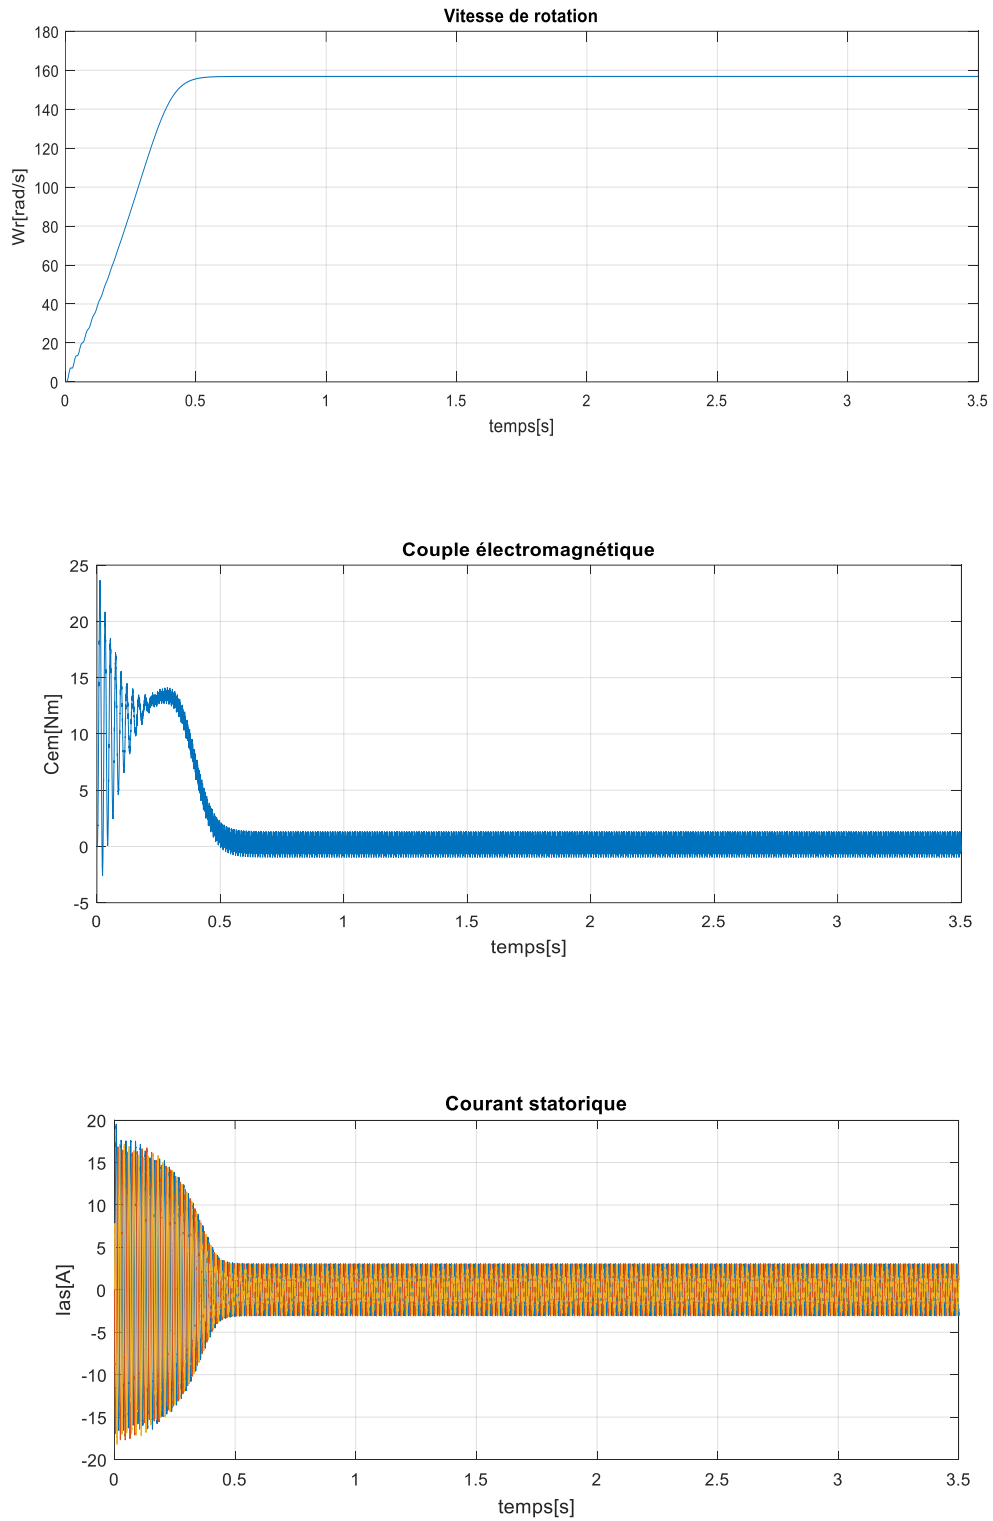 Vitesse de rotation
180
160
140
120
100
80
60
40
20
0
Wr[rad/s]
0 0.5 1 1.5 2 2.5 3 3.5
temps[s]
Couple électromagnétique
25
20
15
10
5
0
-5
Cem[Nm]
0 0.5 1 1.5 2 2.5 3 3.5
temps[s]
Courant statorique
20
15
10
5
0
-5
-10
-15
-20
Ias[A]
0 0.5 1 1.5 2 2.5 3 3.5
temps[s]